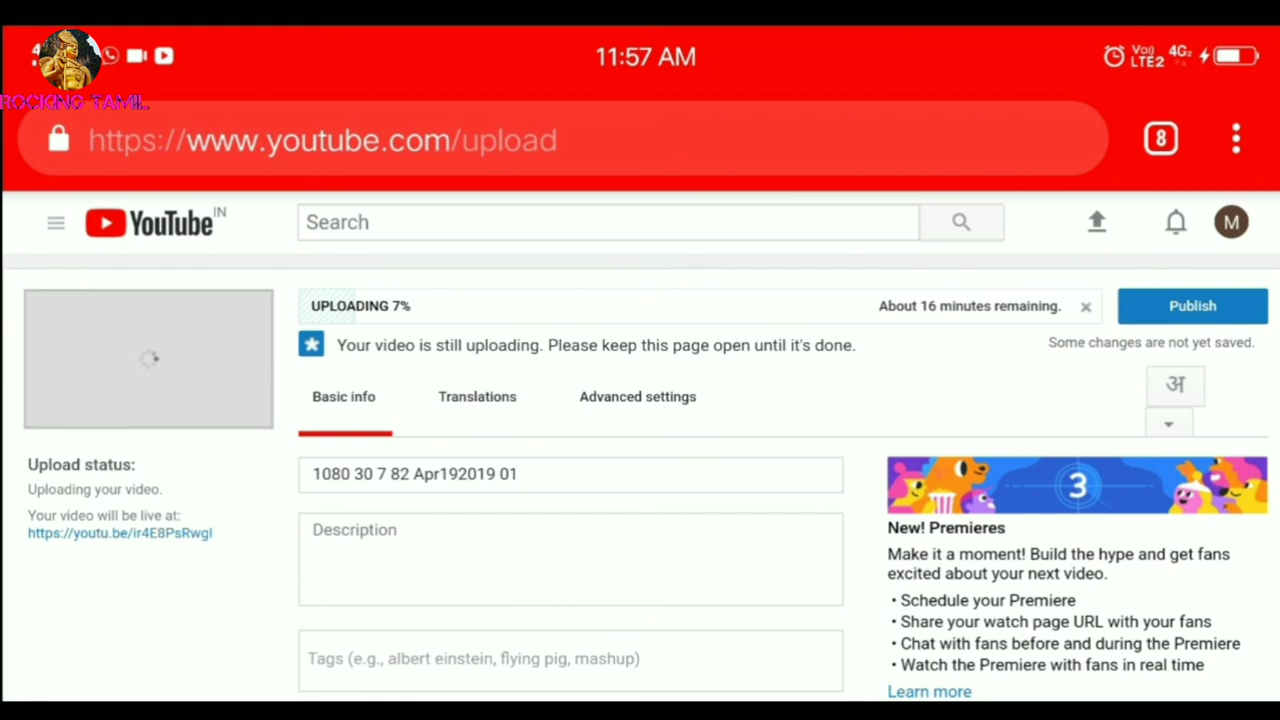 11:57 AM
Vo)
LTE2
4G2
ROCKING TAMIL
https://www.youtube.com/upload
8
YouTube IN
Search
M
UPLOADING 7%
About 16 minutes remaining.
Publish
Your video is still uploading. Please keep this page open until it's done.
Some changes are not yet saved.
Basic info
Translations
Advanced settings
अ
Upload status:
Uploading your video.
Your video will be live at:
https://youtu.be/ir4E8PsRwgI
1080 30 7 82 Apr192019 01
Description
Tags (e.g., albert einstein, flying pig, mashup)
3
New! Premieres
Make it a moment! Build the hype and get fans
excited about your next video.
• Schedule your Premiere
• Share your watch page URL with your fans
• Chat with fans before and during the Premiere
• Watch the Premiere with fans in real time
Learn more